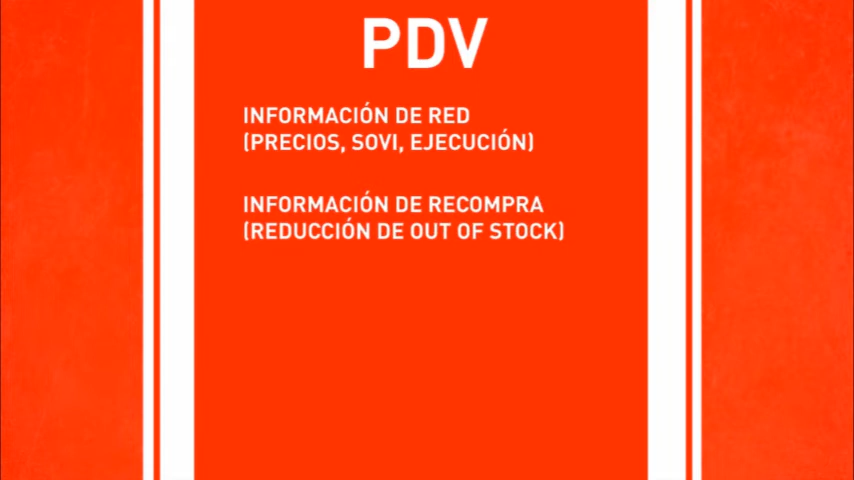 PDV
INFORMACIÓN DE RED
(PRECIOS, SOVI, EJECUCIÓN)
INFORMACIÓN DE RECOMPRA
(REDUCCIÓN DE OUT OF STOCK)